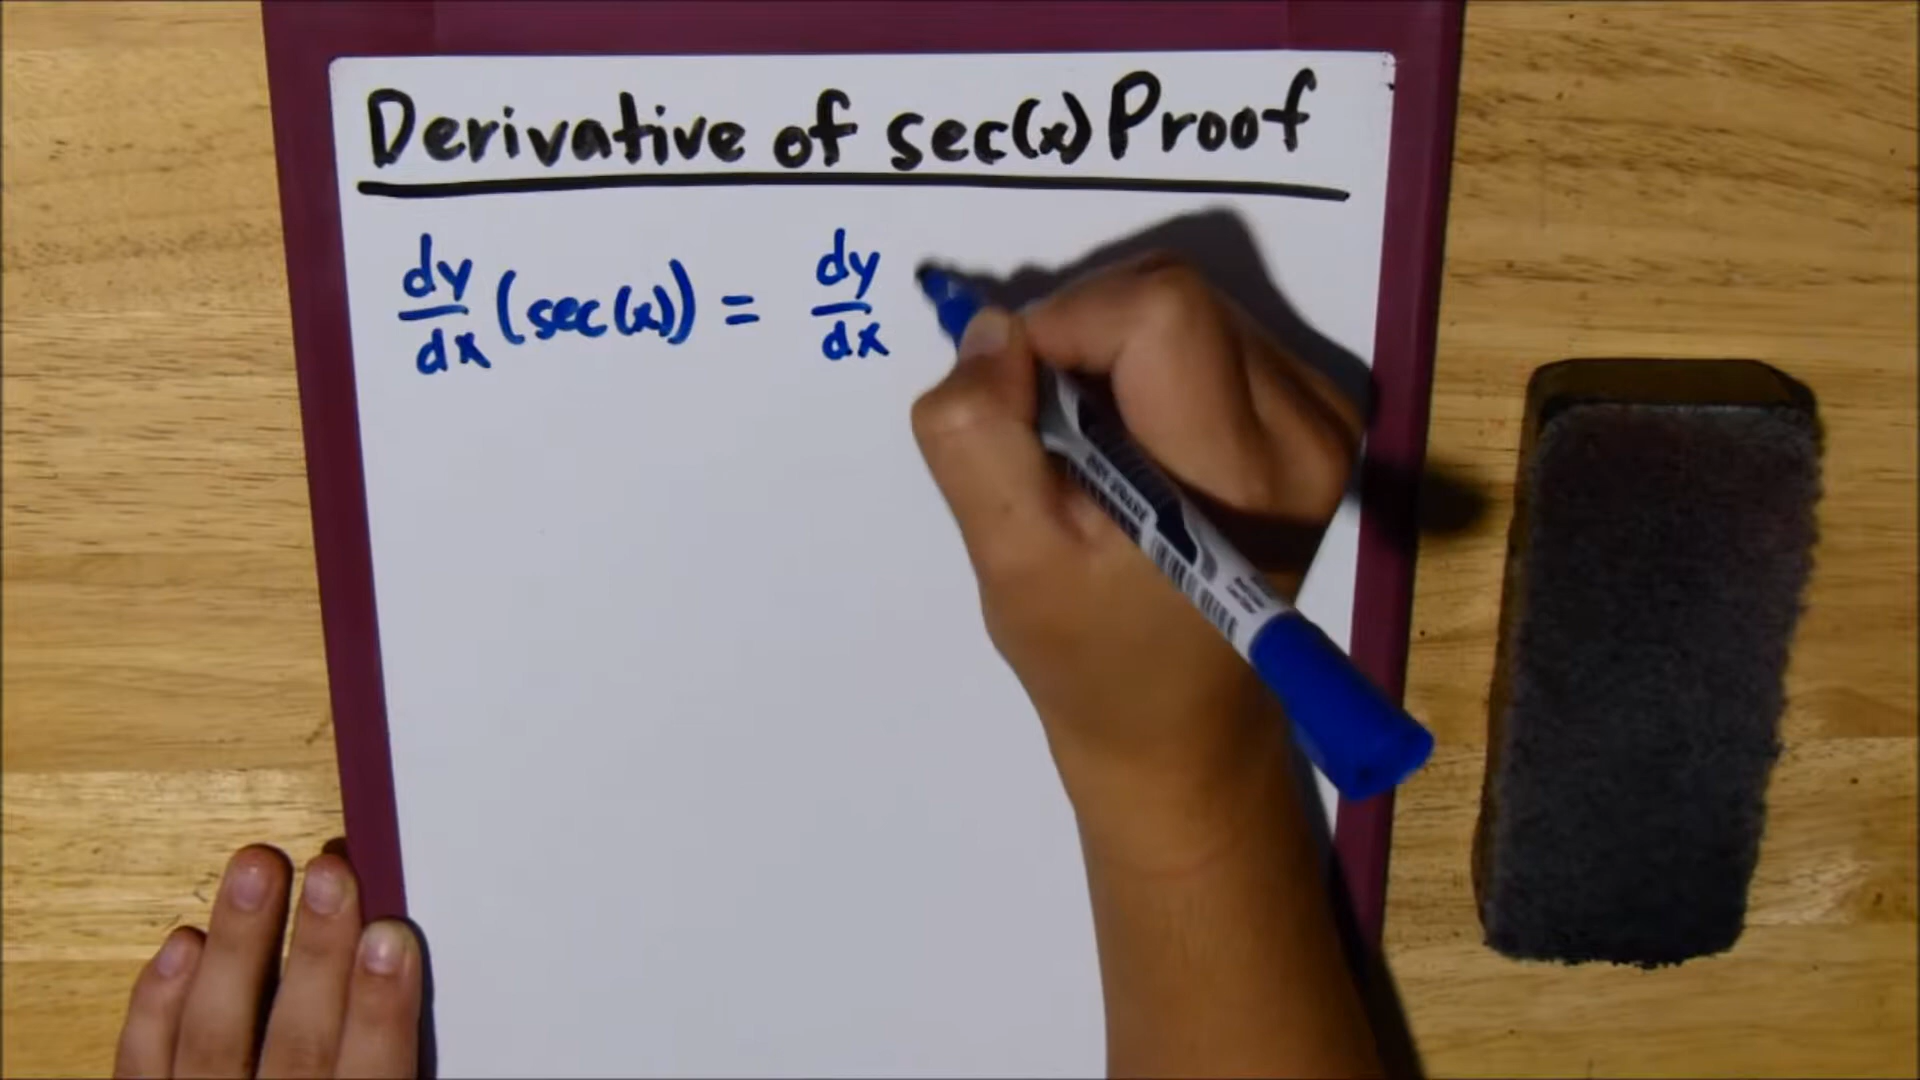 Derivative of sec(x) Proof
dy/dx (sec(x)) = dy/dx